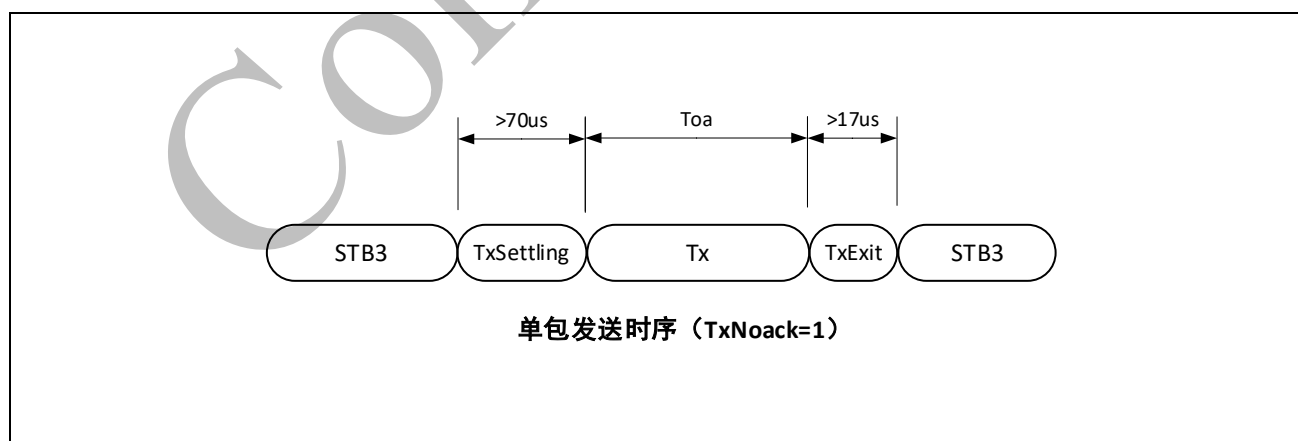 >70us Toa >17us
STB3 TxSettling Tx TxExit STB3
单包发送时序（TxNoack=1）